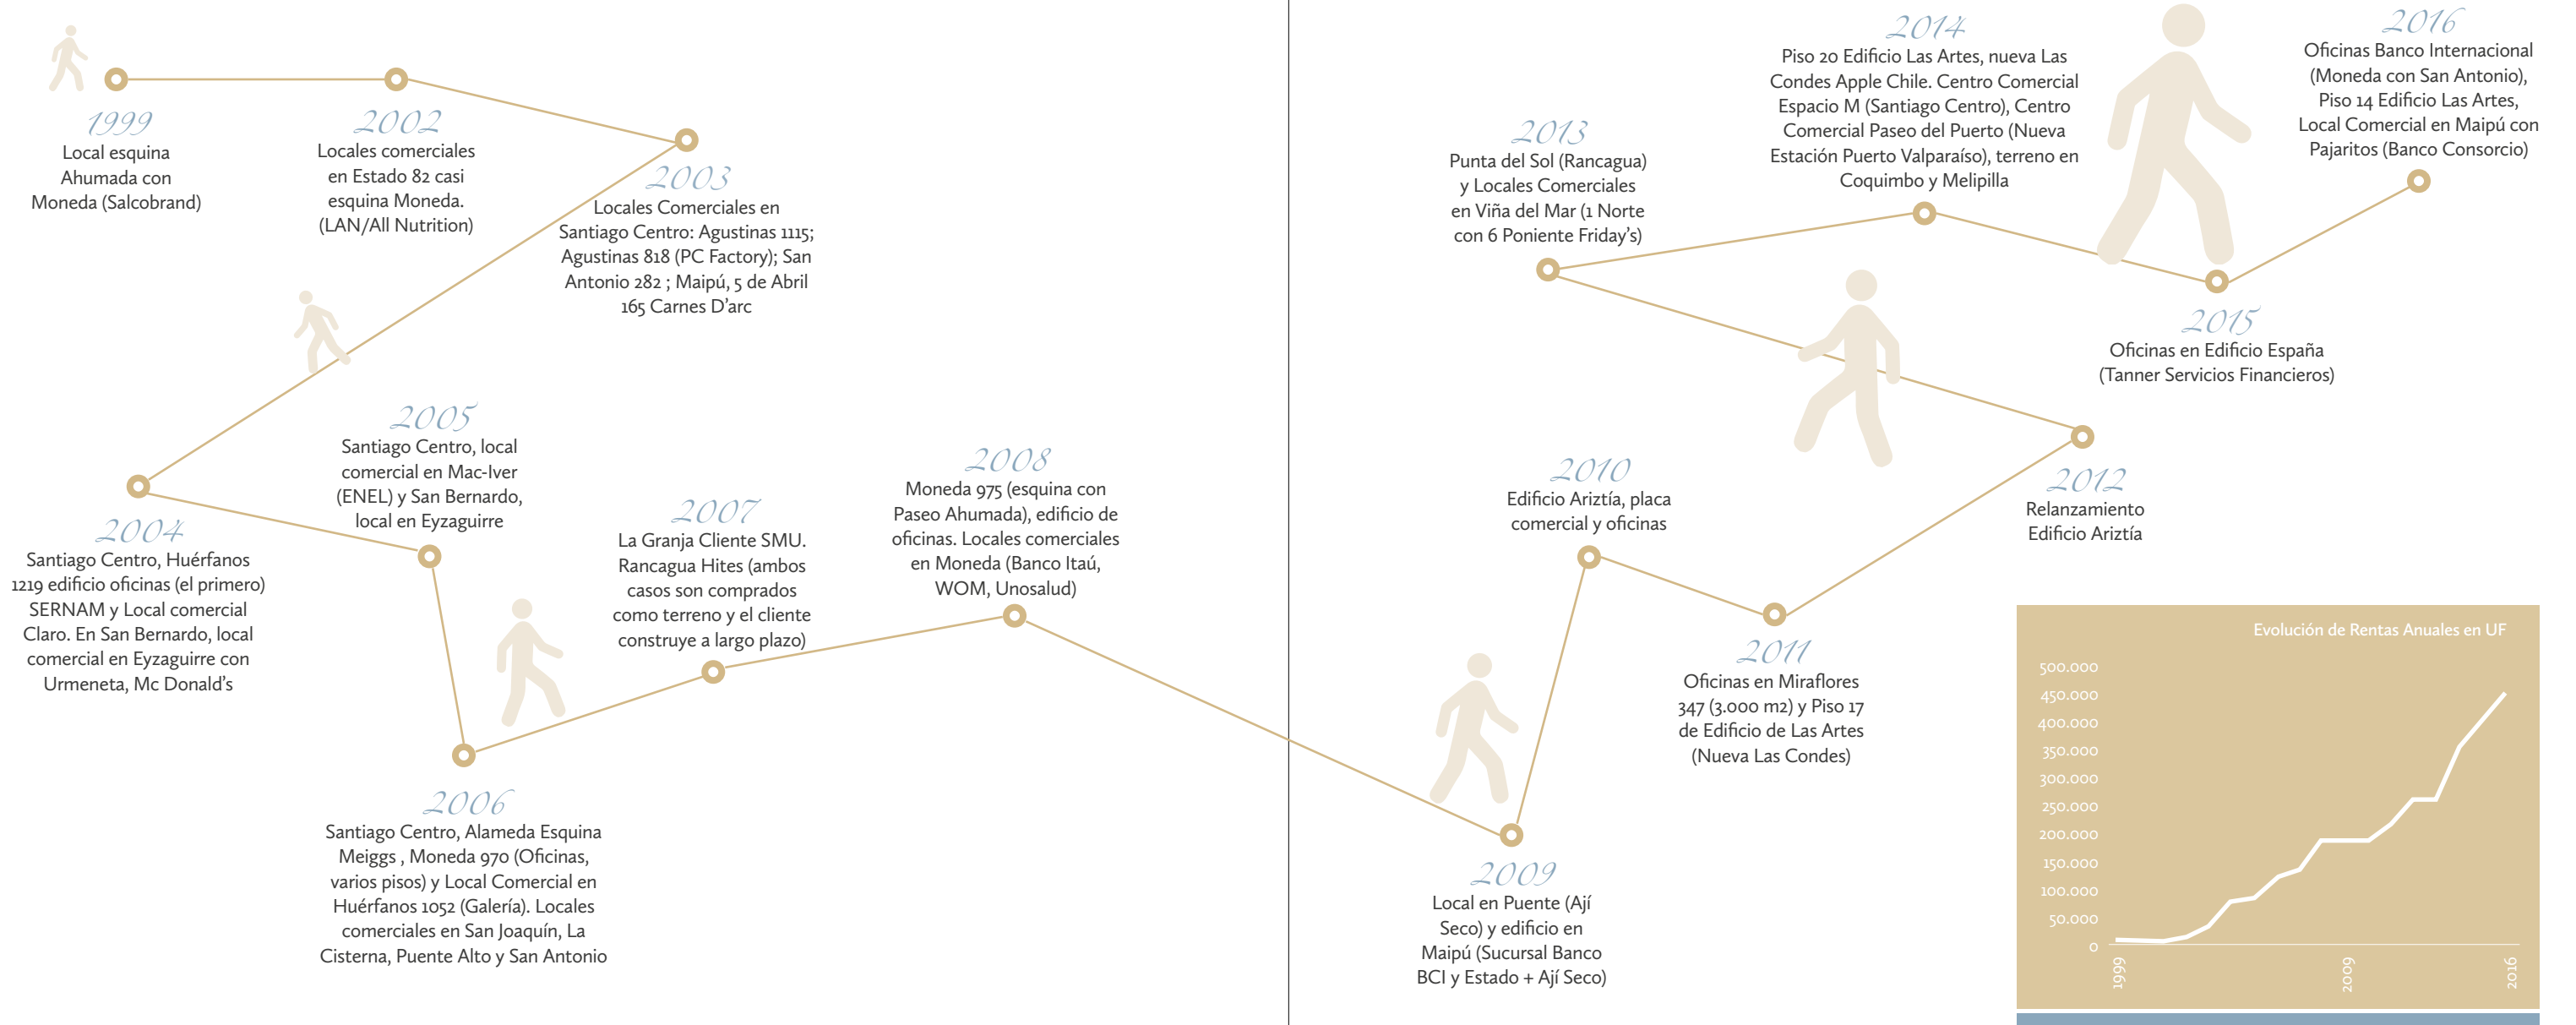 1999
Local esquina
Ahumada con
Moneda (Salcobrand)
2002
Locales comerciales
en Estado 82 casi
esquina Moneda.
(LAN/All Nutrition)
2003
Locales Comerciales en
Santiago Centro: Agustinas 1115;
Agustinas 818 (PC Factory); San
Antonio 282 ; Maipú, 5 de Abril
165 Carnes D’arc
2004
Santiago Centro, Huérfanos
1219 edificio oficinas (el primero)
SERNAM y Local comercial
Claro. En San Bernardo, local
comercial en Eyzaguirre con
Urmeneta, Mc Donald’s
2005
Santiago Centro, local
comercial en Mac-Iver
(ENEL) y San Bernardo,
local en Eyzaguirre
2006
Santiago Centro, Alameda Esquina
Meiggs , Moneda 970 (Oficinas,
varios pisos) y Local Comercial en
Huérfanos 1052 (Galería). Locales
comerciales en San Joaquín, La
Cisterna, Puente Alto y San Antonio
2007
La Granja Cliente SMU.
Rancagua Hites (ambos
casos son comprados
como terreno y el cliente
construye a largo plazo)
2008
Moneda 975 (esquina con
Paseo Ahumada), edificio de
oficinas. Locales comerciales
en Moneda (Banco Itaú,
WOM, Unosalud)
2009
Local en Puente (Ají
Seco) y edificio en
Maipú (Sucursal Banco
BCI y Estado + Ají Seco)
2010
Edificio Ariztía, placa
comercial y oficinas
2011
Oficinas en Miraflores
347 (3.000 m2) y Piso 17
de Edificio de Las Artes
(Nueva Las Condes)
2012
Relanzamiento
Edificio Ariztía
2013
Punta del Sol (Rancagua)
y Locales Comerciales
en Viña del Mar (1 Norte
con 6 Poniente Friday’s)
2014
Piso 20 Edificio Las Artes, nueva Las
Condes Apple Chile. Centro Comercial
Espacio M (Santiago Centro), Centro
Comercial Paseo del Puerto (Nueva
Estación Puerto Valparaíso), terreno en
Coquimbo y Melipilla
2015
Oficinas en Edificio España
(Tanner Servicios Financieros)
2016
Oficinas Banco Internacional
(Moneda con San Antonio),
Piso 14 Edificio Las Artes,
Local Comercial en Maipú con
Pajaritos (Banco Consorcio)
Evolución de Rentas Anuales en UF
500.000
450.000
400.000
350.000
300.000
250.000
200.000
150.000
100.000
50.000
0
1999
2009
2016